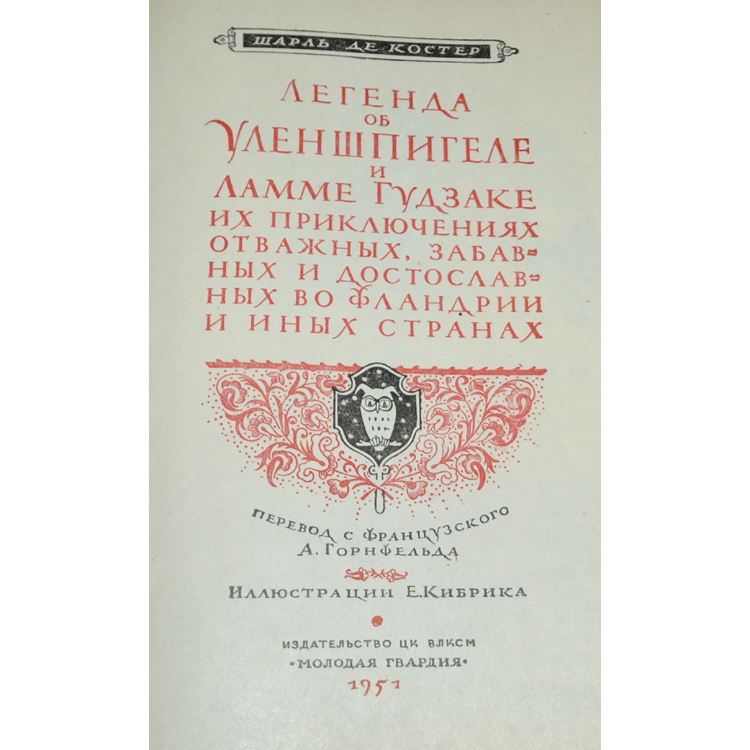 ШАРЛЬ ДЕ КОСТЕР
ЛЕГЕНДА
ОБ
УЛЕНШПИГЕЛЕ
И
ЛАММЕ ГУДЗАКЕ
ИХ ПРИКЛЮЧЕНИЯХ
ОТВАЖНЫХ, ЗАБАВ-
НЫХ И ДОСТОСЛАВ-
НЫХ ВО ФЛАНДРИИ
И ИНЫХ СТРАНАХ
ПЕРЕВОД С ФРАНЦУЗСКОГО
А. ГОРНФЕЛЬДА
ИЛЛЮСТРАЦИИ Е. КИБРИКА
ИЗДАТЕЛЬСТВО ЦК ВЛКСМ
•МОЛОДАЯ ГВАРДИЯ•
1951